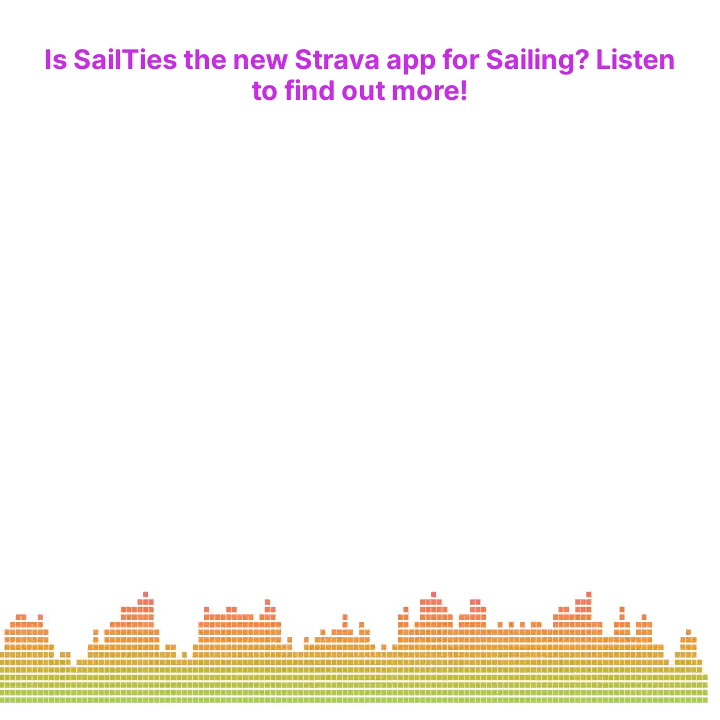 Is SailTies the new Strava app for Sailing? Listen
to find out more!